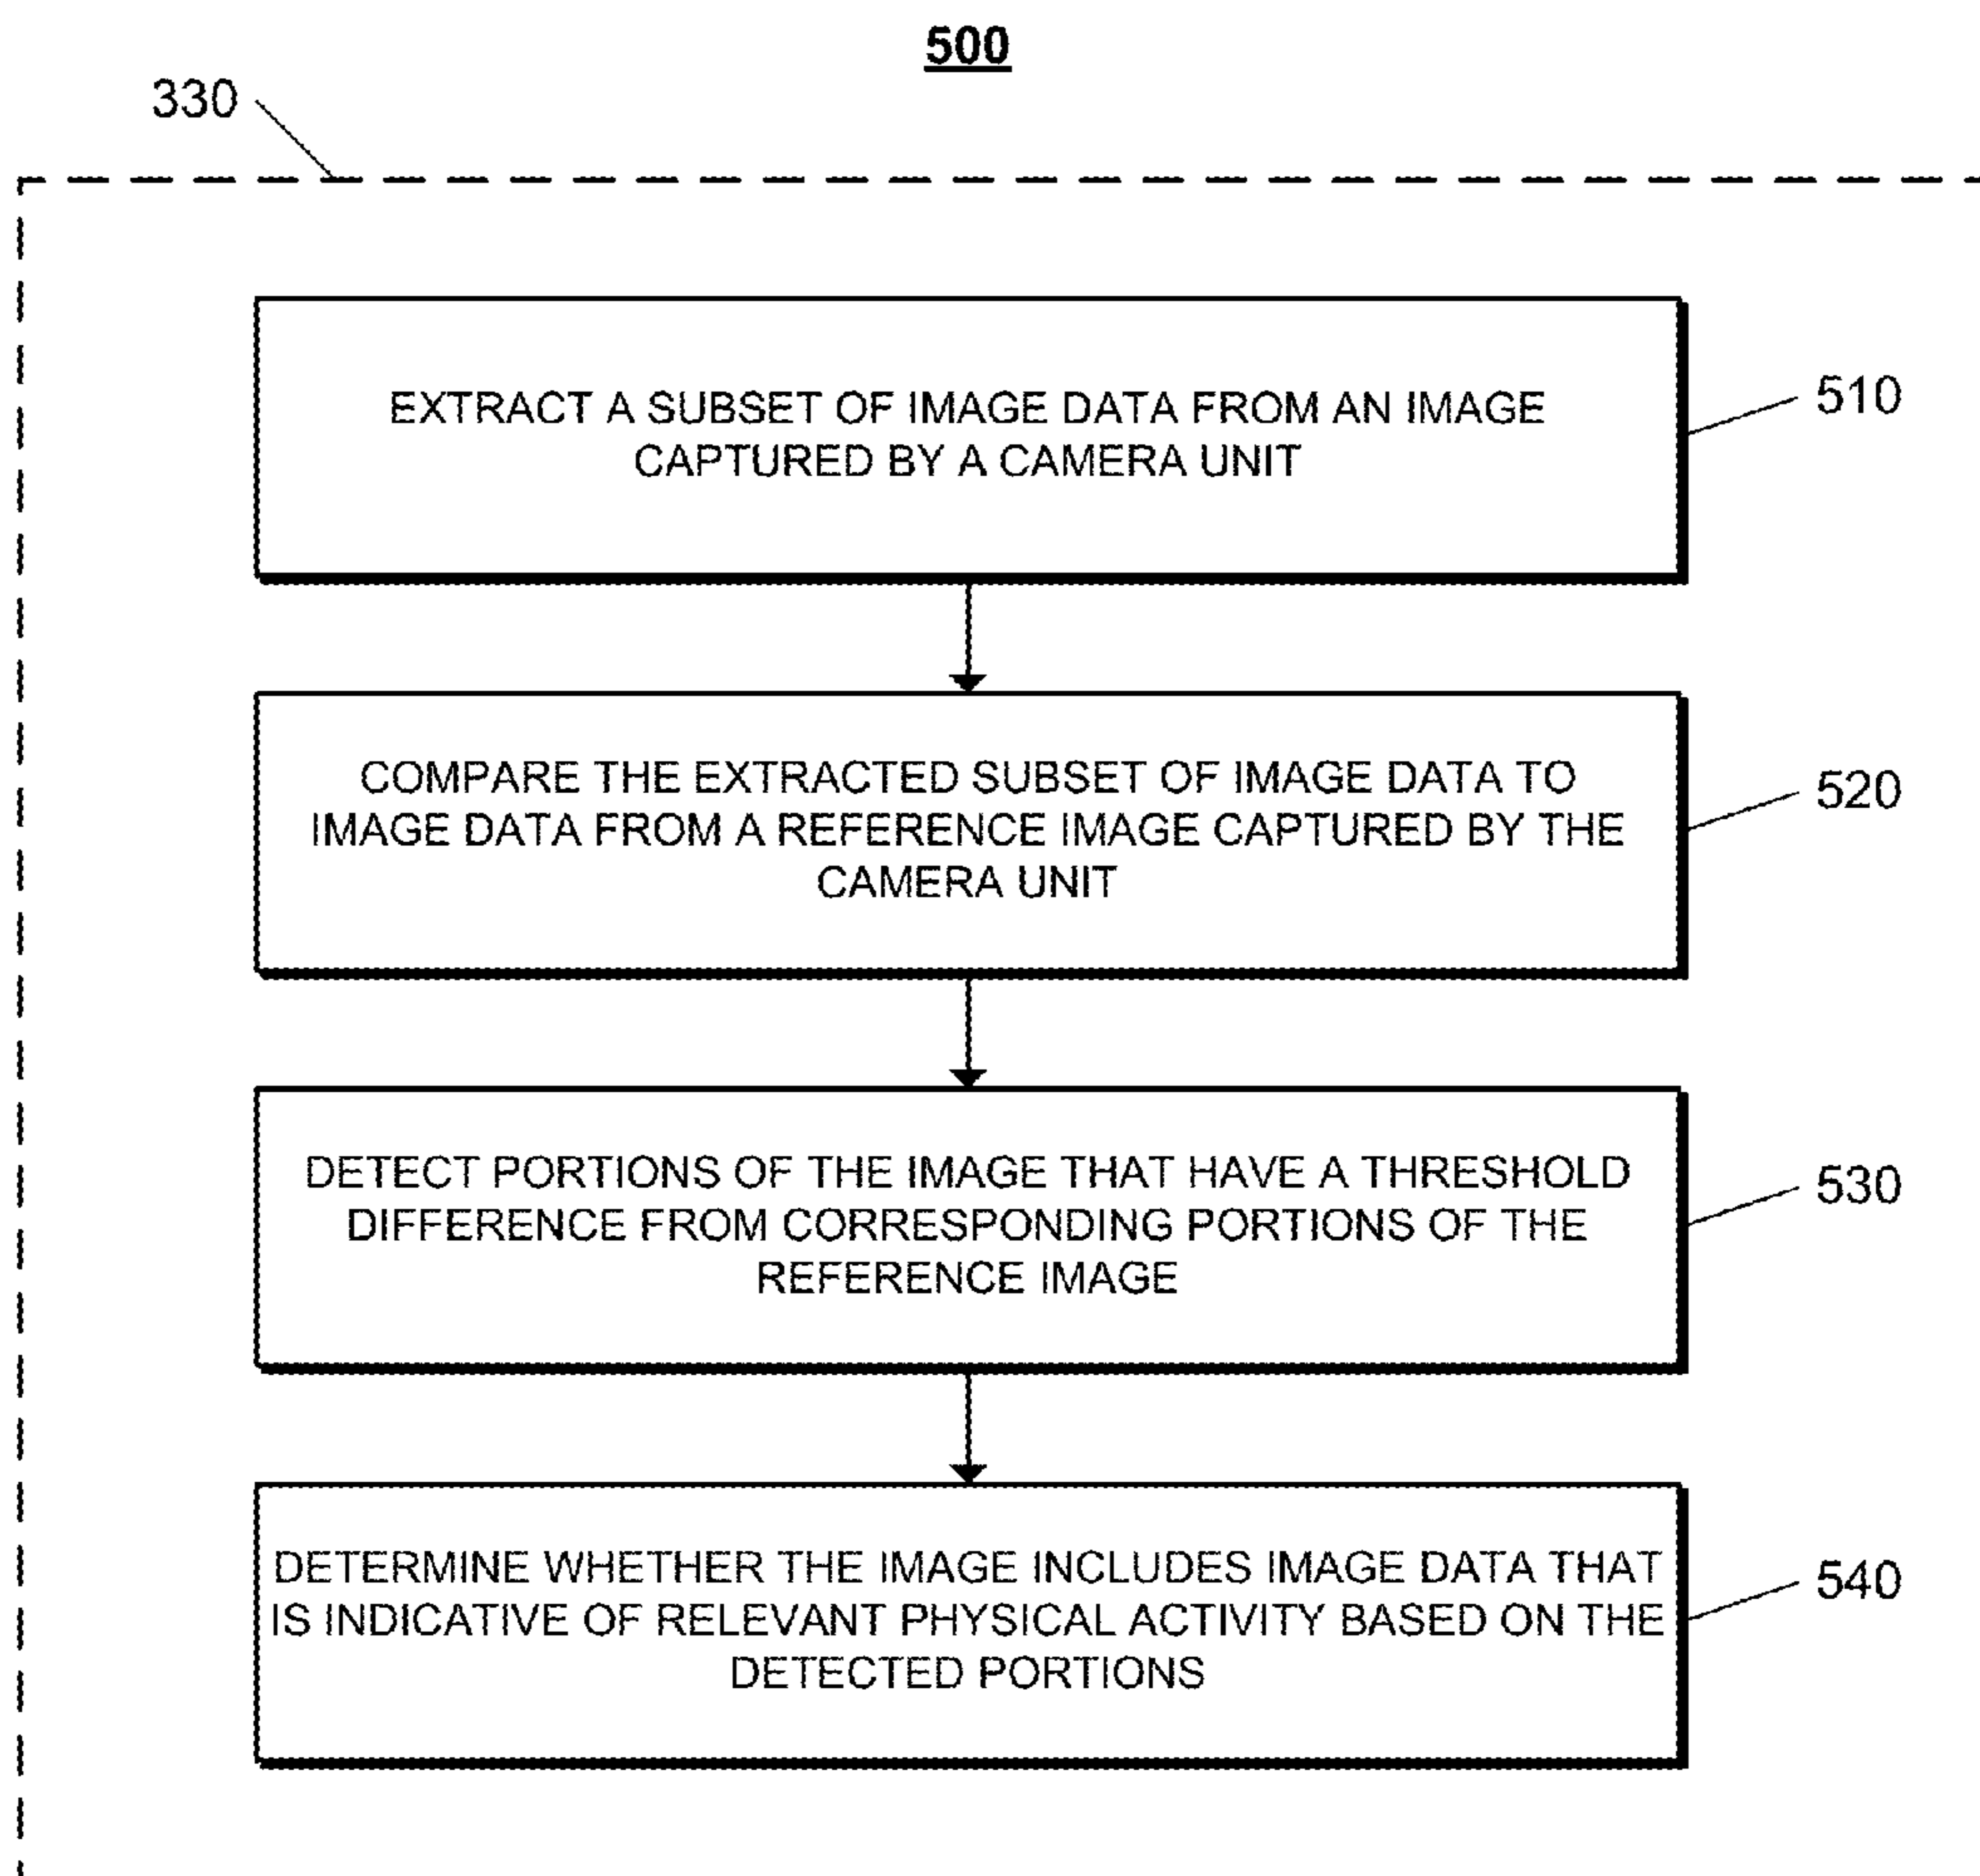 500
330
EXTRACT A SUBSET OF IMAGE DATA FROM AN IMAGE
CAPTURED BY A CAMERA UNIT
510
COMPARE THE EXTRACTED SUBSET OF IMAGE DATA TO
IMAGE DATA FROM A REFERENCE IMAGE CAPTURED BY THE
CAMERA UNIT
520
DETECT PORTIONS OF THE IMAGE THAT HAVE A THRESHOLD
DIFFERENCE FROM CORRESPONDING PORTIONS OF THE
REFERENCE IMAGE
530
DETERMINE WHETHER THE IMAGE INCLUDES IMAGE DATA THAT
IS INDICATIVE OF RELEVANT PHYSICAL ACTIVITY BASED ON THE
DETECTED PORTIONS
540